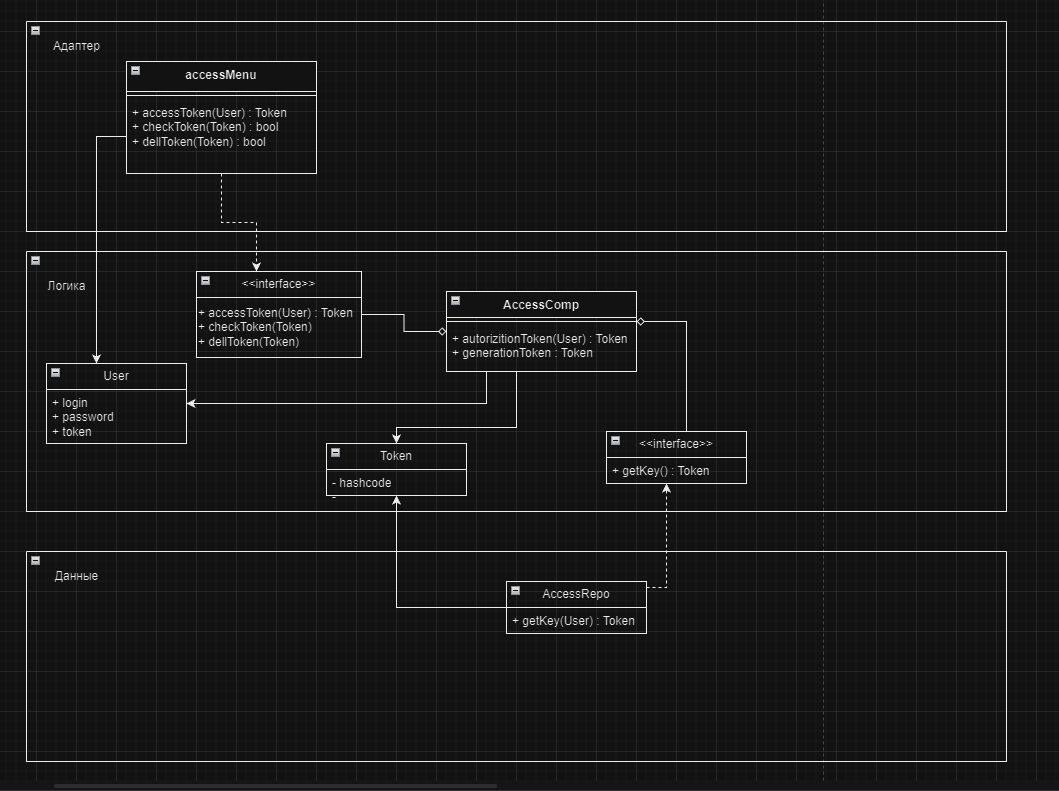 Адаптер
accessMenu
+ accessToken(User) : Token
+ checkToken(Token) : bool
+ dellToken(Token) : bool
Логика
<<interface>>
+ accessToken(User) : Token
+ checkToken(Token)
+ dellToken(Token)
AccessComp
+ autorizitionToken(User) : Token
+ generationToken : Token
User
+ login
+ password
+ token
Token
- hashcode
-
<<interface>>
+ getKey() : Token
Данные
AccessRepo
+ getKey(User) : Token